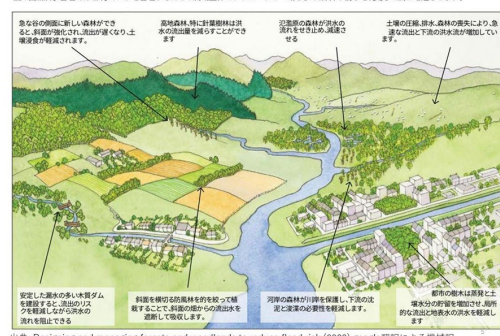 急な谷の側面に新しい森林ができ
ると、斜面が強化され、流出が遅くなり、土
壌浸食が軽減されます。
高地森林、特に針葉樹林は洪
水の流出量を減らすことができ
ます
氾濫原の森林が洪水の
流れをせき止め、減速さ
せる
土壌の圧縮、排水、森林の喪失により、急
速な流出と下流の洪水流が増加してい
ます。
安定した漏水の多い木質ダム
を建設すると、流出のリス
クを軽減しながら洪水の
流れを阻止できる
斜面を横切る防風林を的を絞って植
栽することで、斜面の畑からの流出水を
遮断して吸収します。
河岸の森林が川岸を保護し、下流の沈
泥と浚渫の必要性を軽減します。
都市の樹木は蒸発と土
壌水分の貯留を増加させ、局所
的な流出と地表水の洪水を軽減し
ます